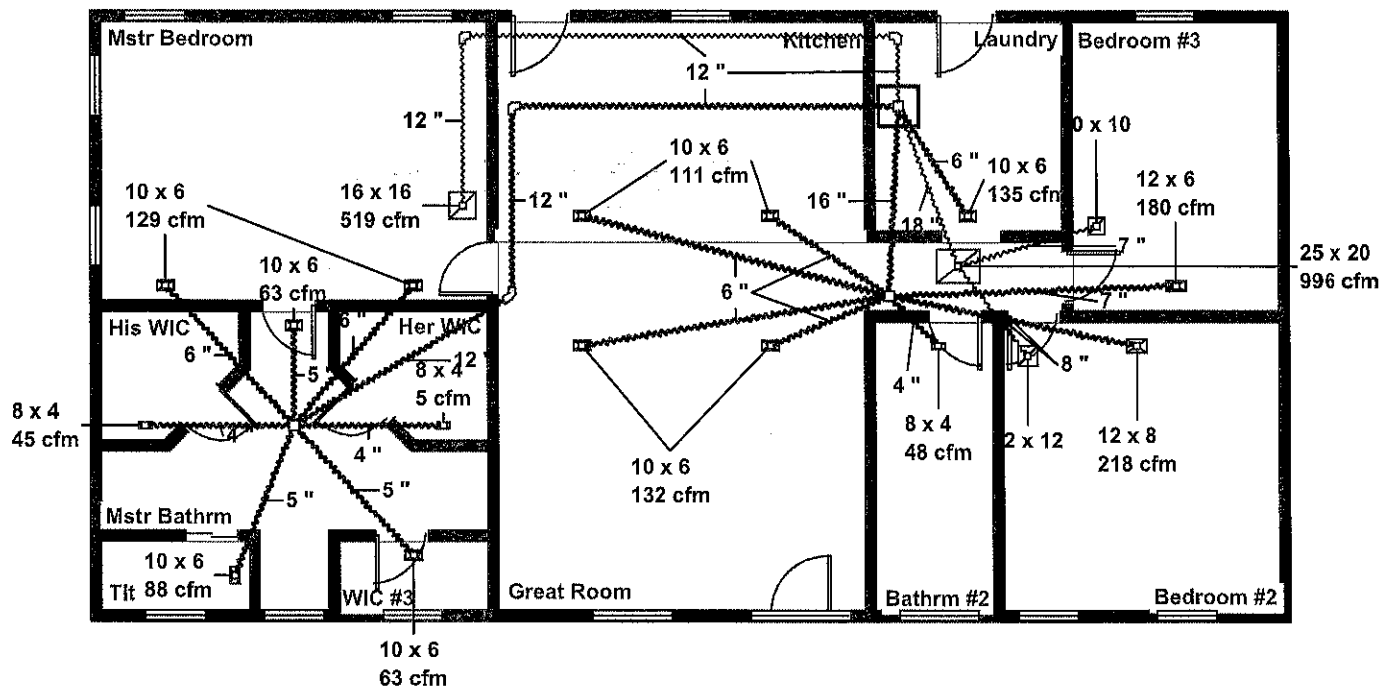 Mstr Bedroom
Kitchen
Laundry
Bedroom #3
12 "
12 "
10 x 6
129 cfm
16 x 16
519 cfm
12 "
10 x 6
111 cfm
6 "
10 x 6
135 cfm
0 x 10
12 x 6
180 cfm
16 "
18 "
7 "
25 x 20
996 cfm
10 x 6
63 cfm
6 "
7 "
His WIC
6 "
6 "
Her WIC
12 "
8 x 4
5 cfm
5 "
8 "
4 "
8 x 4
45 cfm
4 "
4 "
8 x 4
48 cfm
2 x 12
12 x 8
218 cfm
10 x 6
132 cfm
5 "
5 "
Mstr Bathrm
10 x 6
88 cfm
Tlt
WIC #3
Great Room
Bathrm #2
Bedroom #2
10 x 6
63 cfm